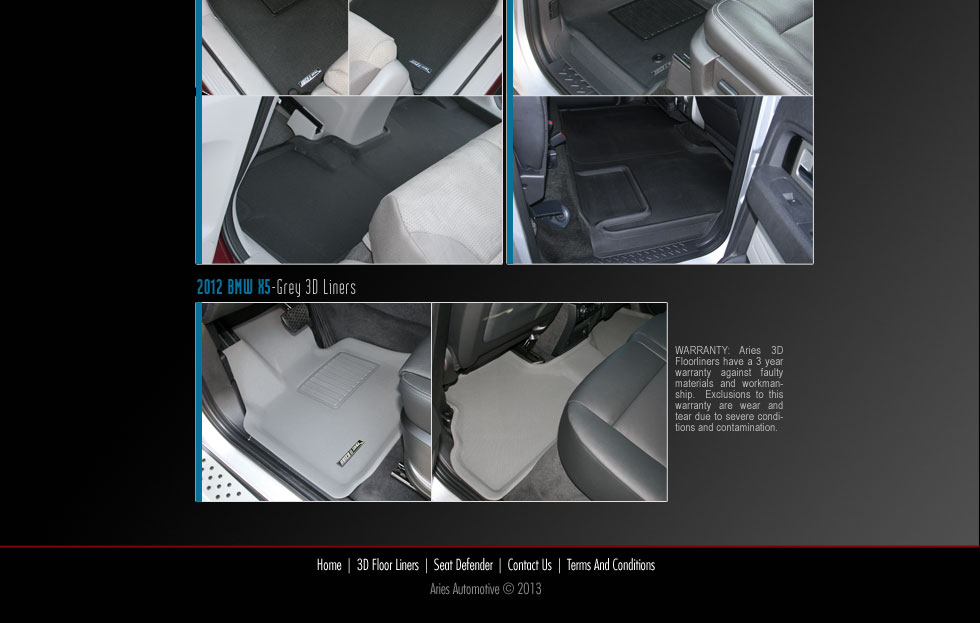 2012 BMW X5-Grey 3D Liners
WARRANTY: Aries 3D
Floorliners have a 3 year
warranty against faulty
materials and workman-
ship. Exclusions to this
warranty are wear and
tear due to severe condi-
tions and contamination.
Home | 3D Floor Liners | Seat Defender | Contact Us | Terms And Conditions
Aries Automotive © 2013